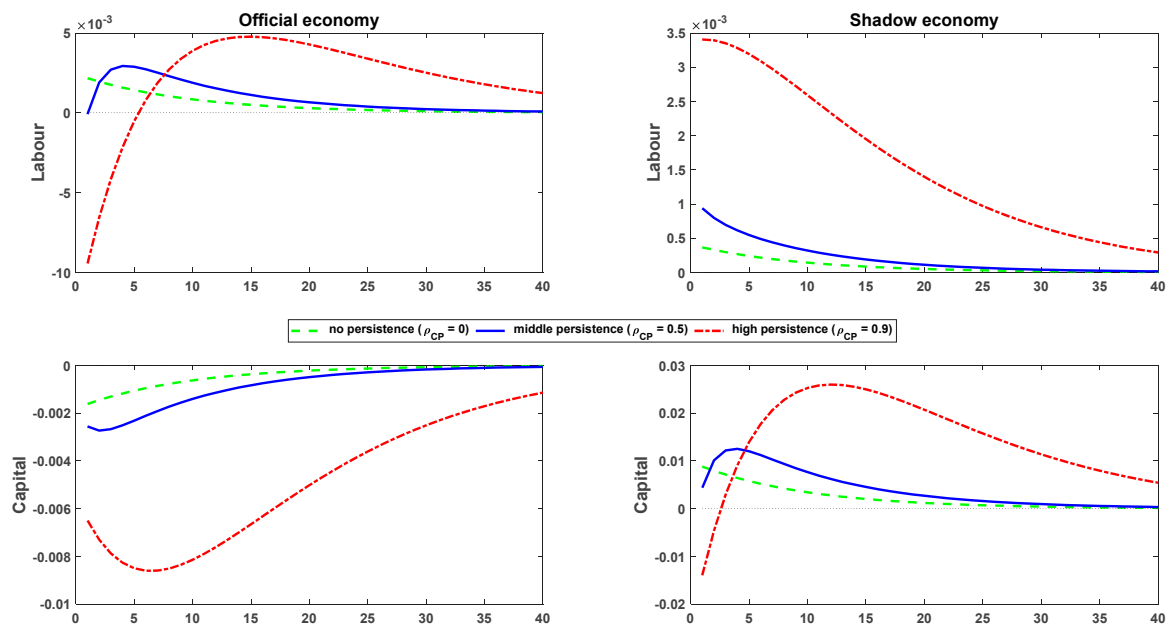 Official economy
×10⁻³
5
0
-5
-10
Labour
0 5 10 15 20 25 30 35 40
Shadow economy
×10⁻³
3.5
3
2.5
2
1.5
1
0.5
0
Labour
0 5 10 15 20 25 30 35 40
no persistence (ρ_CP = 0) middle persistence (ρ_CP = 0.5) high persistence (ρ_CP = 0.9)
0
-0.002
-0.004
-0.006
-0.008
-0.01
Capital
0 5 10 15 20 25 30 35 40
0.03
0.02
0.01
0
-0.01
-0.02
Capital
0 5 10 15 20 25 30 35 40